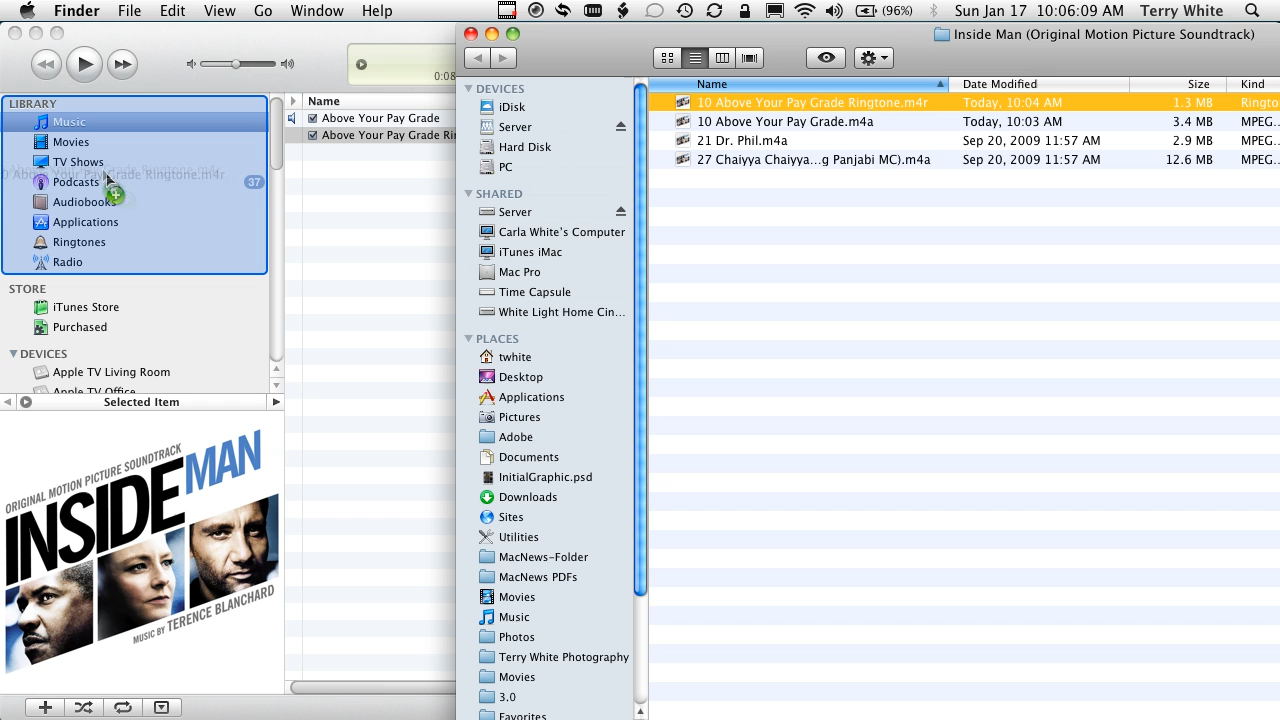 Finder File Edit View Go Window Help (96%) Sun Jan 17 10:06:09 AM Terry White
Inside Man (Original Motion Picture Soundtrack)
0:08
LIBRARY
Music
Movies
TV Shows
0 Above Your Pay Grade Ringtone.m4r
Podcasts 37
Audiobooks
Applications
Ringtones
Radio
STORE
iTunes Store
Purchased
DEVICES
Apple TV Living Room
Apple TV Office
Selected Item
ORIGINAL MOTION PICTURE SOUNDTRACK
INSIDE MAN
MUSIC BY TERENCE BLANCHARD
Name
Above Your Pay Grade
Above Your Pay Grade Rin
DEVICES
iDisk
Server
Hard Disk
PC
SHARED
Server
Carla White's Computer
iTunes iMac
Mac Pro
Time Capsule
White Light Home Cin...
PLACES
twhite
Desktop
Applications
Pictures
Adobe
Documents
InitialGraphic.psd
Downloads
Sites
Utilities
MacNews-Folder
MacNews PDFs
Movies
Music
Photos
Terry White Photography
Movies
3.0
Favorites
Name Date Modified Size Kind
10 Above Your Pay Grade Ringtone.m4r Today, 10:04 AM 1.3 MB Ringto
10 Above Your Pay Grade.m4a Today, 10:03 AM 3.4 MB MPEG...
21 Dr. Phil.m4a Sep 20, 2009 11:57 AM 2.9 MB MPEG...
27 Chaiyya Chaiyya...g Panjabi MC).m4a Sep 20, 2009 11:57 AM 12.6 MB MPEG...